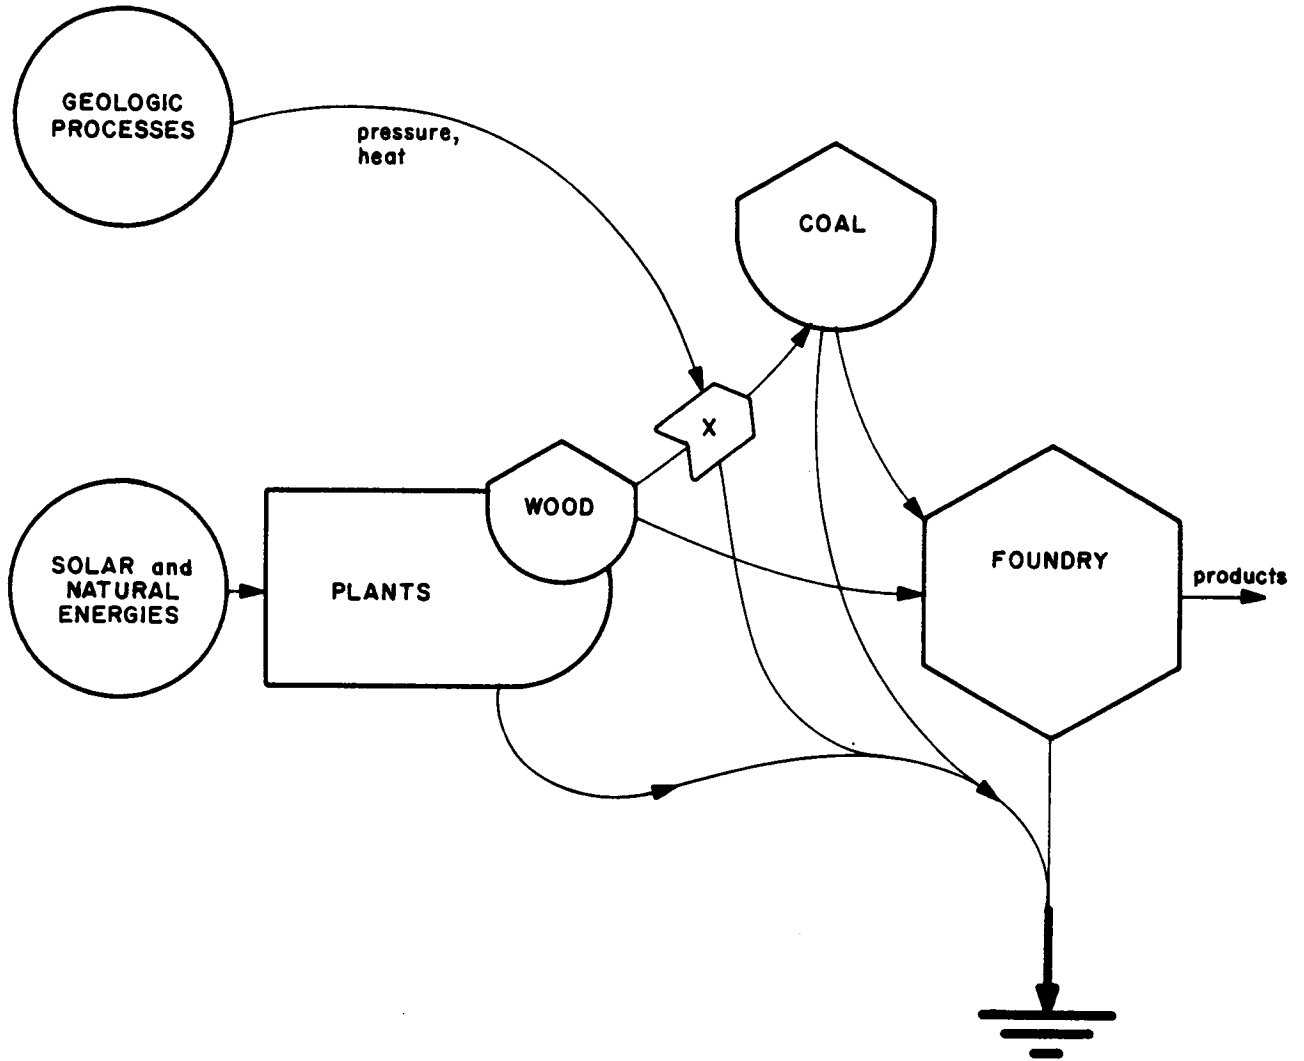 GEOLOGIC
PROCESSES
pressure,
heat
COAL
X
WOOD
SOLAR and
NATURAL
ENERGIES
PLANTS
FOUNDRY
products